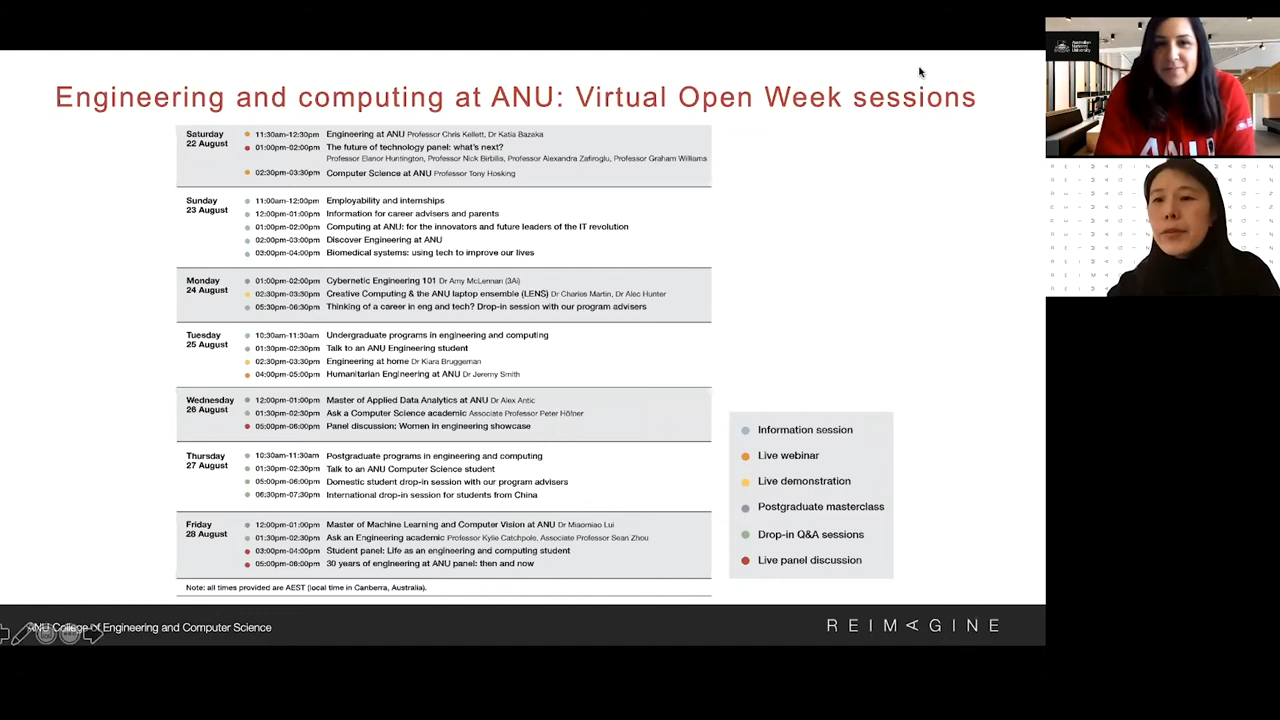 Engineering and computing at ANU: Virtual Open Week sessions
Saturday
22 August
11:30am-12:30pm Engineering at ANU Professor Chris Kellett, Dr Katia Bazaka
01:00pm-02:00pm The future of technology panel: what's next?
Professor Elanor Huntington, Professor Nick Birbilis, Professor Alexandra Zafiroglu, Professor Graham Williams
02:30pm-03:30pm Computer Science at ANU Professor Tony Hosking
Sunday
23 August
11:00am-12:00pm Employability and internships
12:00pm-01:00pm Information for career advisers and parents
01:00pm-02:00pm Computing at ANU: for the innovators and future leaders of the IT revolution
02:00pm-03:00pm Discover Engineering at ANU
03:00pm-04:00pm Biomedical systems: using tech to improve our lives
Monday
24 August
01:00pm-02:00pm Cybernetic Engineering 101 Dr Amy McLennan (3Ai)
02:30pm-03:30pm Creative Computing & the ANU laptop ensemble (LENS) Dr Charles Martin, Dr Alec Hunter
05:30pm-06:30pm Thinking of a career in eng and tech? Drop-in session with our program advisers
Tuesday
25 August
10:30am-11:30am Undergraduate programs in engineering and computing
01:30pm-02:30pm Talk to an ANU Engineering student
02:30pm-03:30pm Engineering at home Dr Kiara Bruggeman
04:00pm-05:00pm Humanitarian Engineering at ANU Dr Jeremy Smith
Wednesday
26 August
12:00pm-01:00pm Master of Applied Data Analytics at ANU Dr Alex Antic
01:30pm-02:30pm Ask a Computer Science academic Associate Professor Peter Höfner
05:00pm-06:00pm Panel discussion: Women in engineering showcase
Thursday
27 August
10:30am-11:30am Postgraduate programs in engineering and computing
01:30pm-02:30pm Talk to an ANU Computer Science student
05:00pm-06:00pm Domestic student drop-in session with our program advisers
06:30pm-07:30pm International drop-in session for students from China
Friday
28 August
12:00pm-01:00pm Master of Machine Learning and Computer Vision at ANU Dr Miaomiao Lui
01:30pm-02:30pm Ask an Engineering academic Professor Kylie Catchpole, Associate Professor Sean Zhou
03:00pm-04:00pm Student panel: Life as an engineering and computing student
05:00pm-06:00pm 30 years of engineering at ANU panel: then and now
Note: all times provided are AEST (local time in Canberra, Australia).
Information session
Live webinar
Live demonstration
Postgraduate masterclass
Drop-in Q&A sessions
Live panel discussion
ANU College of Engineering and Computer Science
REIMAGINE
Australian
National
University
ANU